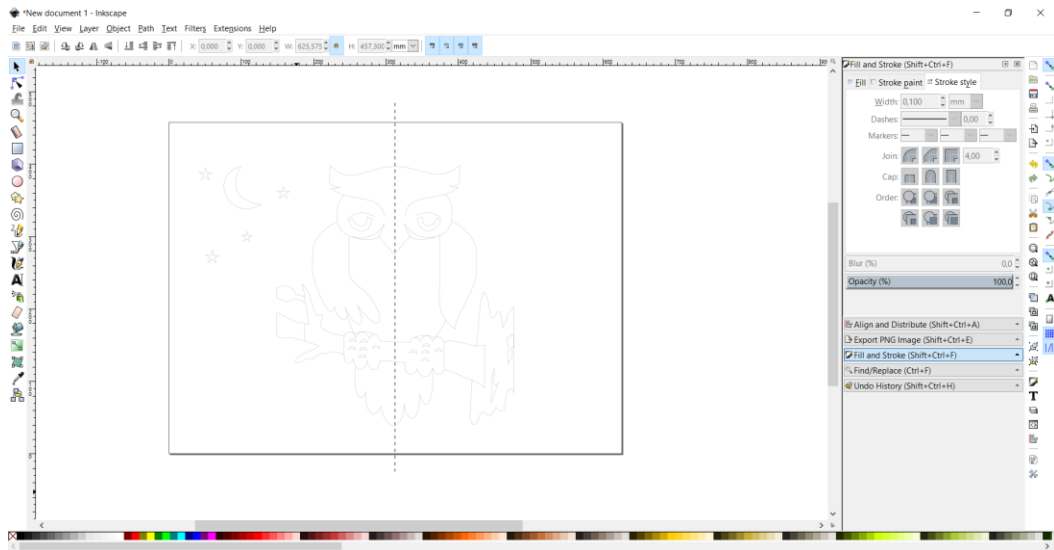 *New document 1 - Inkscape
File Edit View Layer Object Path Text Filters Extensions Help
X: 0,000 Y: 0,000 W: 625,575 H: 457,300 mm
Fill and Stroke (Shift+Ctrl+F)
Fill Stroke paint Stroke style
Width: 0,100 mm
Dashes: 0,00
Markers:
Join: 4,00
Cap:
Order:
Blur (%) 0,0
Opacity (%) 100,0
Align and Distribute (Shift+Ctrl+A)
Export PNG Image (Shift+Ctrl+E)
Fill and Stroke (Shift+Ctrl+F)
Find/Replace (Ctrl+F)
Undo History (Shift+Ctrl+H)